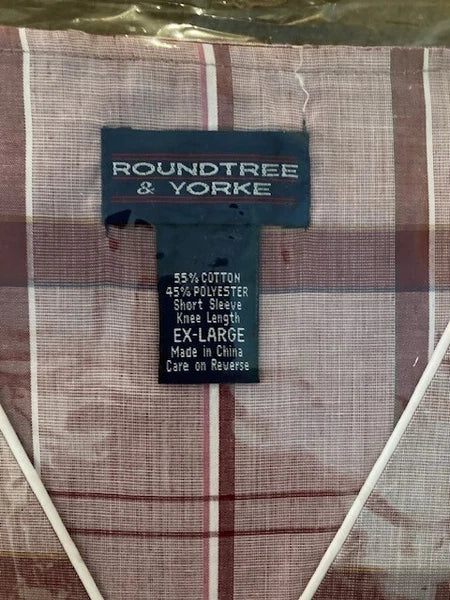 ROUNDTREE
& YORKE
55% COTTON
45% POLYESTER
Short Sleeve
Knee Length
EX-LARGE
Made in China
Care on Reverse